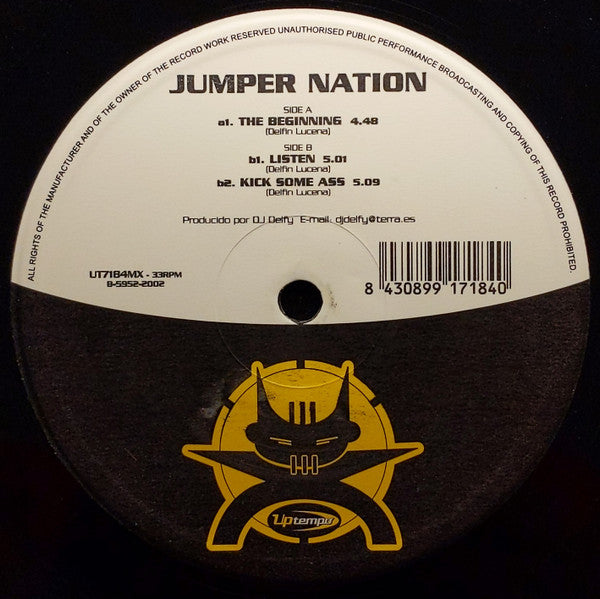 ALL RIGHTS OF THE MANUFACTURER AND OF THE OWNER OF THE RECORD WORK RESERVED UNAUTHORISED PUBLIC PERFORMANCE BROADCASTING AND COPYING OF THIS RECORD PROHIBITED.
JUMPER NATION
SIDE A
a1. THE BEGINNING 4.48
(Delfin Lucena)
SIDE B
b1. LISTEN 5.01
(Delfin Lucena)
b2. KICK SOME ASS 5.09
(Delfin Lucena)
Producido por DJ Delfy E-mail: djdelfy@terra.es
UT7184MX - 33RPM
B-5952-2002
8 430899 171840
Uptempo